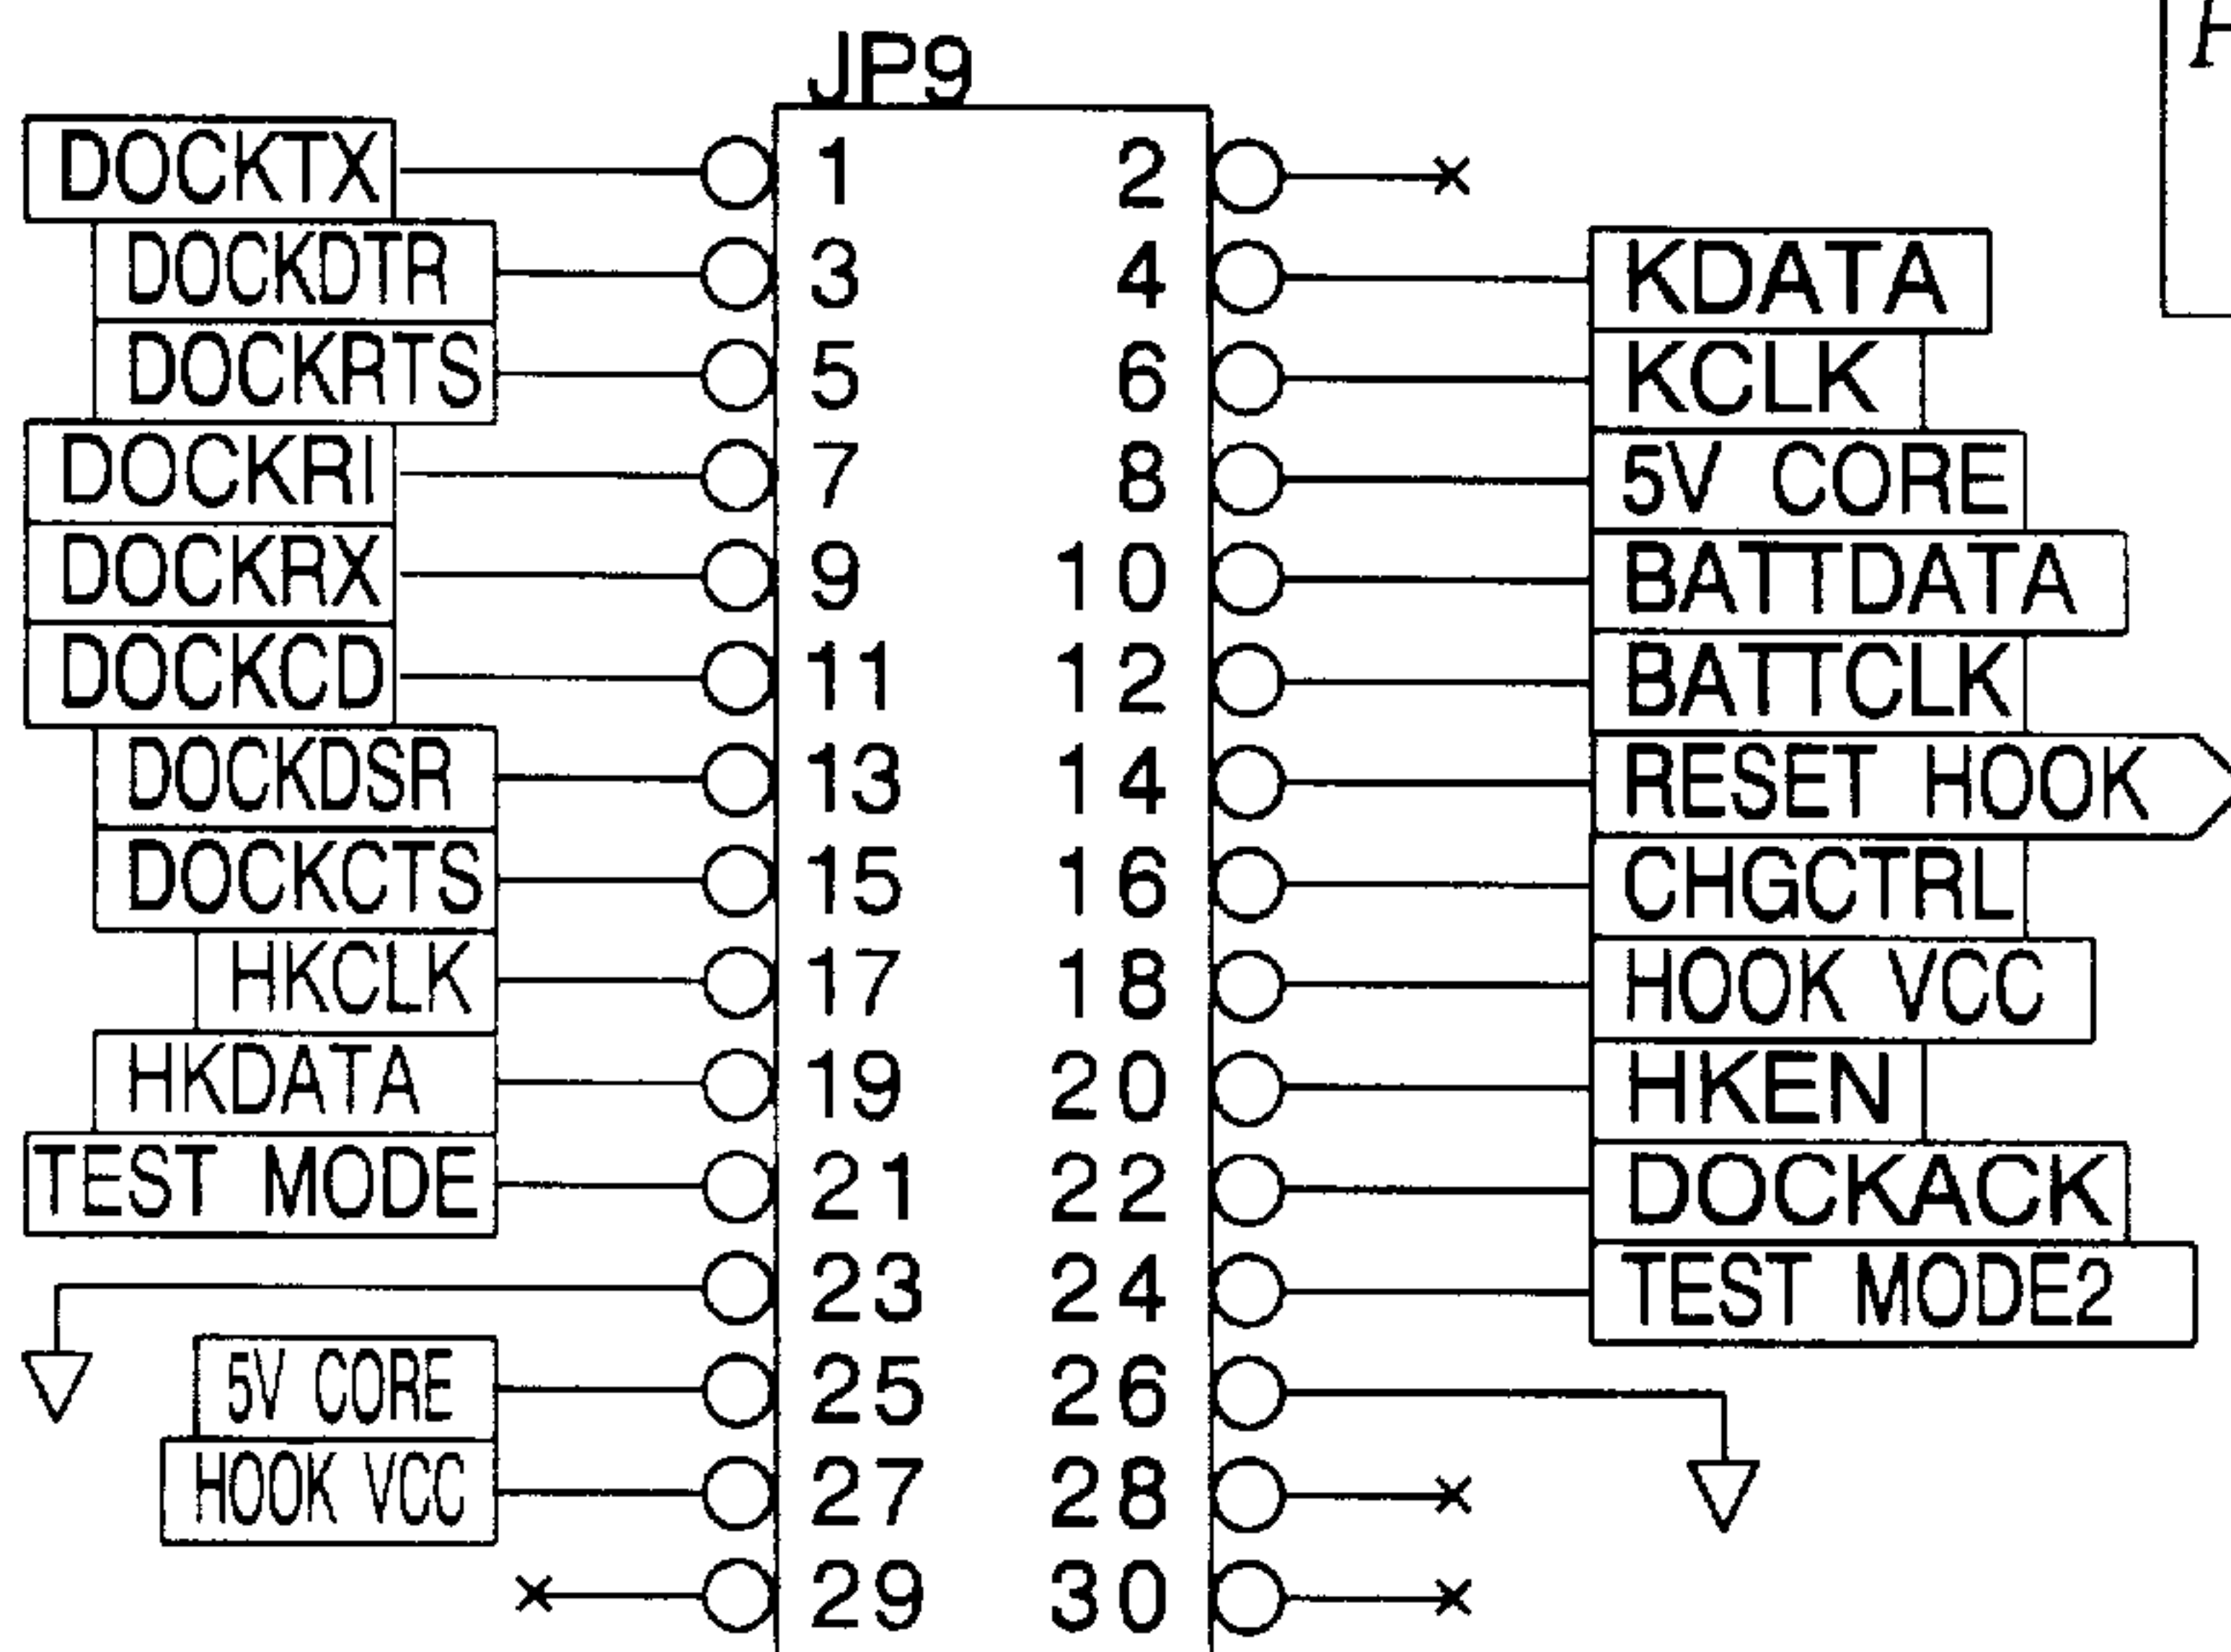 JP9
DOCKTX 1 2
DOCKDTR 3 4 KDATA
DOCKRTS 5 6 KCLK
DOCKRI 7 8 5V CORE
DOCKRX 9 10 BATTDATA
DOCKCD 11 12 BATTCLK
DOCKDSR 13 14 RESET HOOK
DOCKCTS 15 16 CHGCTRL
HKCLK 17 18 HOOK VCC
HKDATA 19 20 HKEN
TEST MODE 21 22 DOCKACK
23 24 TEST MODE2
5V CORE 25 26
HOOK VCC 27 28
29 30